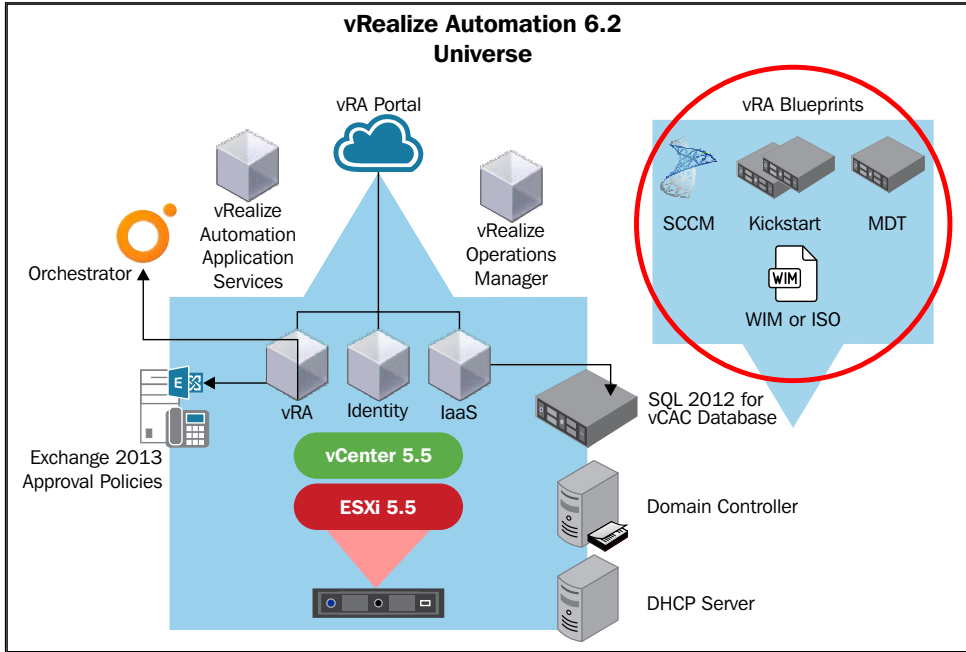 vRealize Automation 6.2
Universe
vRA Portal
vRA Blueprints
SCCM
Kickstart
MDT
WIM
WIM or ISO
vRealize
Automation
Application
Services
vRealize
Operations
Manager
Orchestrator
vRA
Identity
IaaS
E
Exchange 2013
Approval Policies
SQL 2012 for
vCAC Database
vCenter 5.5
ESXi 5.5
Domain Controller
DHCP Server